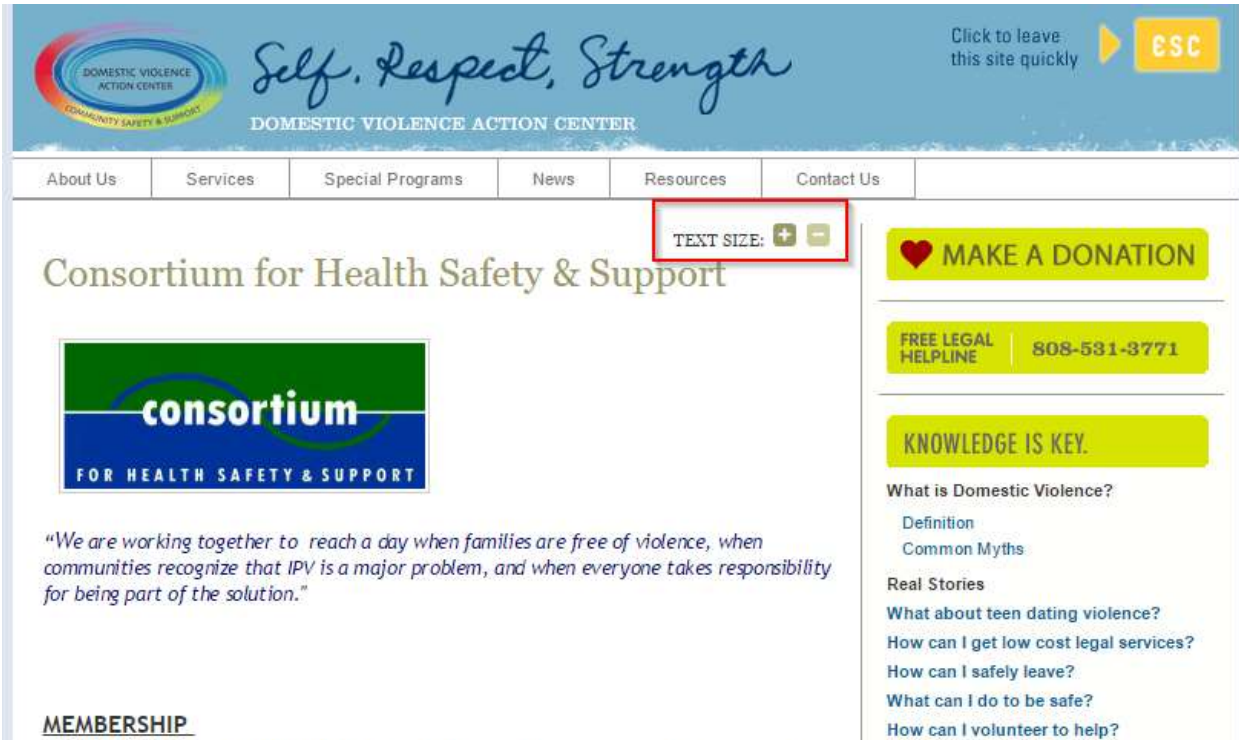 DOMESTIC VIOLENCE
ACTION CENTER
COMMUNITY SAFETY & SUPPORT
Self. Respect, Strength
DOMESTIC VIOLENCE ACTION CENTER
Click to leave
this site quickly
esc
About Us Services Special Programs News Resources Contact Us
TEXT SIZE: + −
Consortium for Health Safety & Support
consortium
FOR HEALTH SAFETY & SUPPORT
“We are working together to reach a day when families are free of violence, when
communities recognize that IPV is a major problem, and when everyone takes responsibility
for being part of the solution."
MEMBERSHIP
MAKE A DONATION
FREE LEGAL
HELPLINE
808-531-3771
KNOWLEDGE IS KEY.
What is Domestic Violence?
Definition
Common Myths
Real Stories
What about teen dating violence?
How can I get low cost legal services?
How can I safely leave?
What can I do to be safe?
How can I volunteer to help?